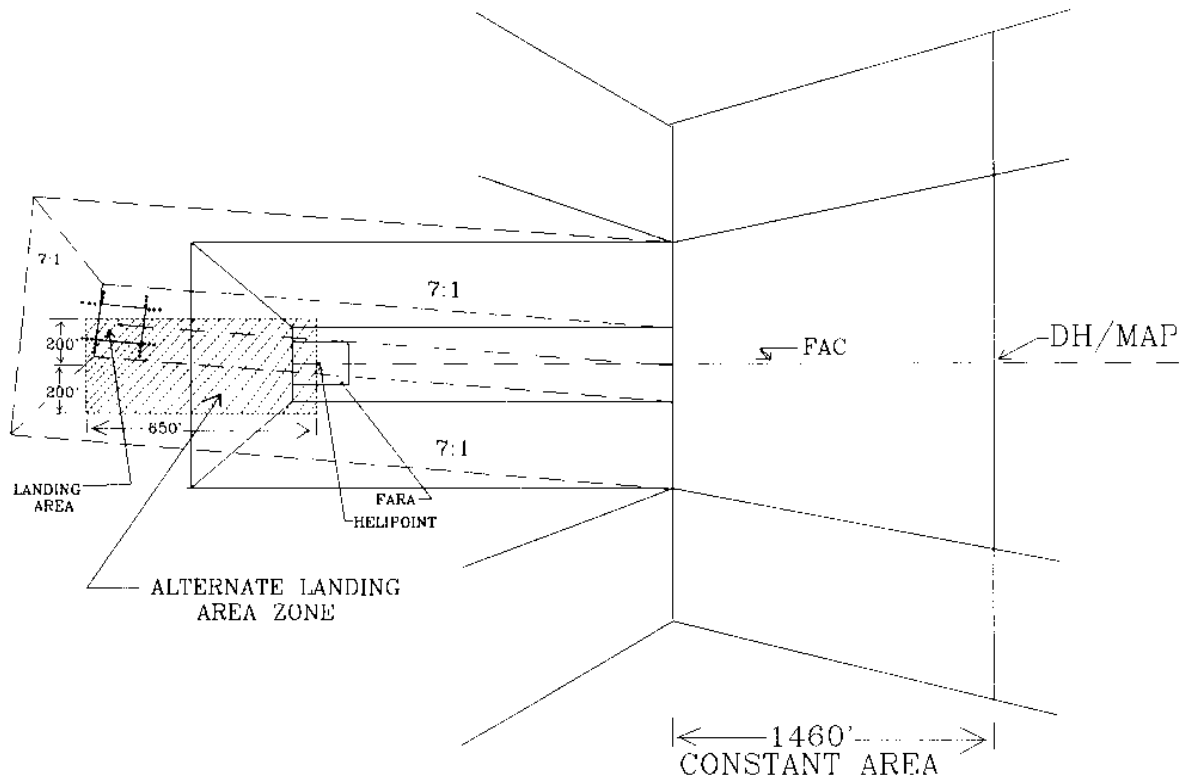 7:1
7:1
200'
200'
650'
FAC
DH/MAP
7:1
LANDING
AREA
FARA
HELIPOINT
ALTERNATE LANDING
AREA ZONE
1460'
CONSTANT AREA